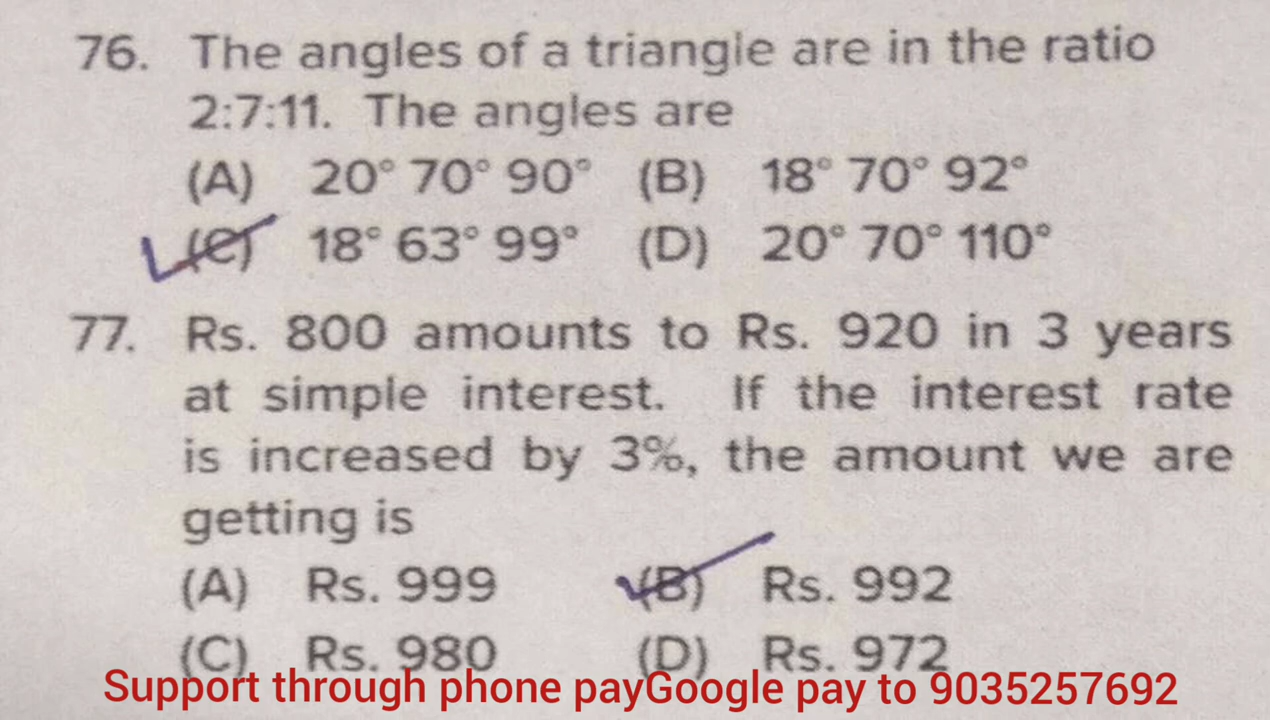 76. The angles of a triangle are in the ratio
2:7:11. The angles are
(A) 20° 70° 90° (B) 18° 70° 92°
(C) 18° 63° 99° (D) 20° 70° 110°
77. Rs. 800 amounts to Rs. 920 in 3 years
at simple interest. If the interest rate
is increased by 3%, the amount we are
getting is
(A) Rs. 999 (B) Rs. 992
(C) Rs. 980 (D) Rs. 972
Support through phone payGoogle pay to 9035257692